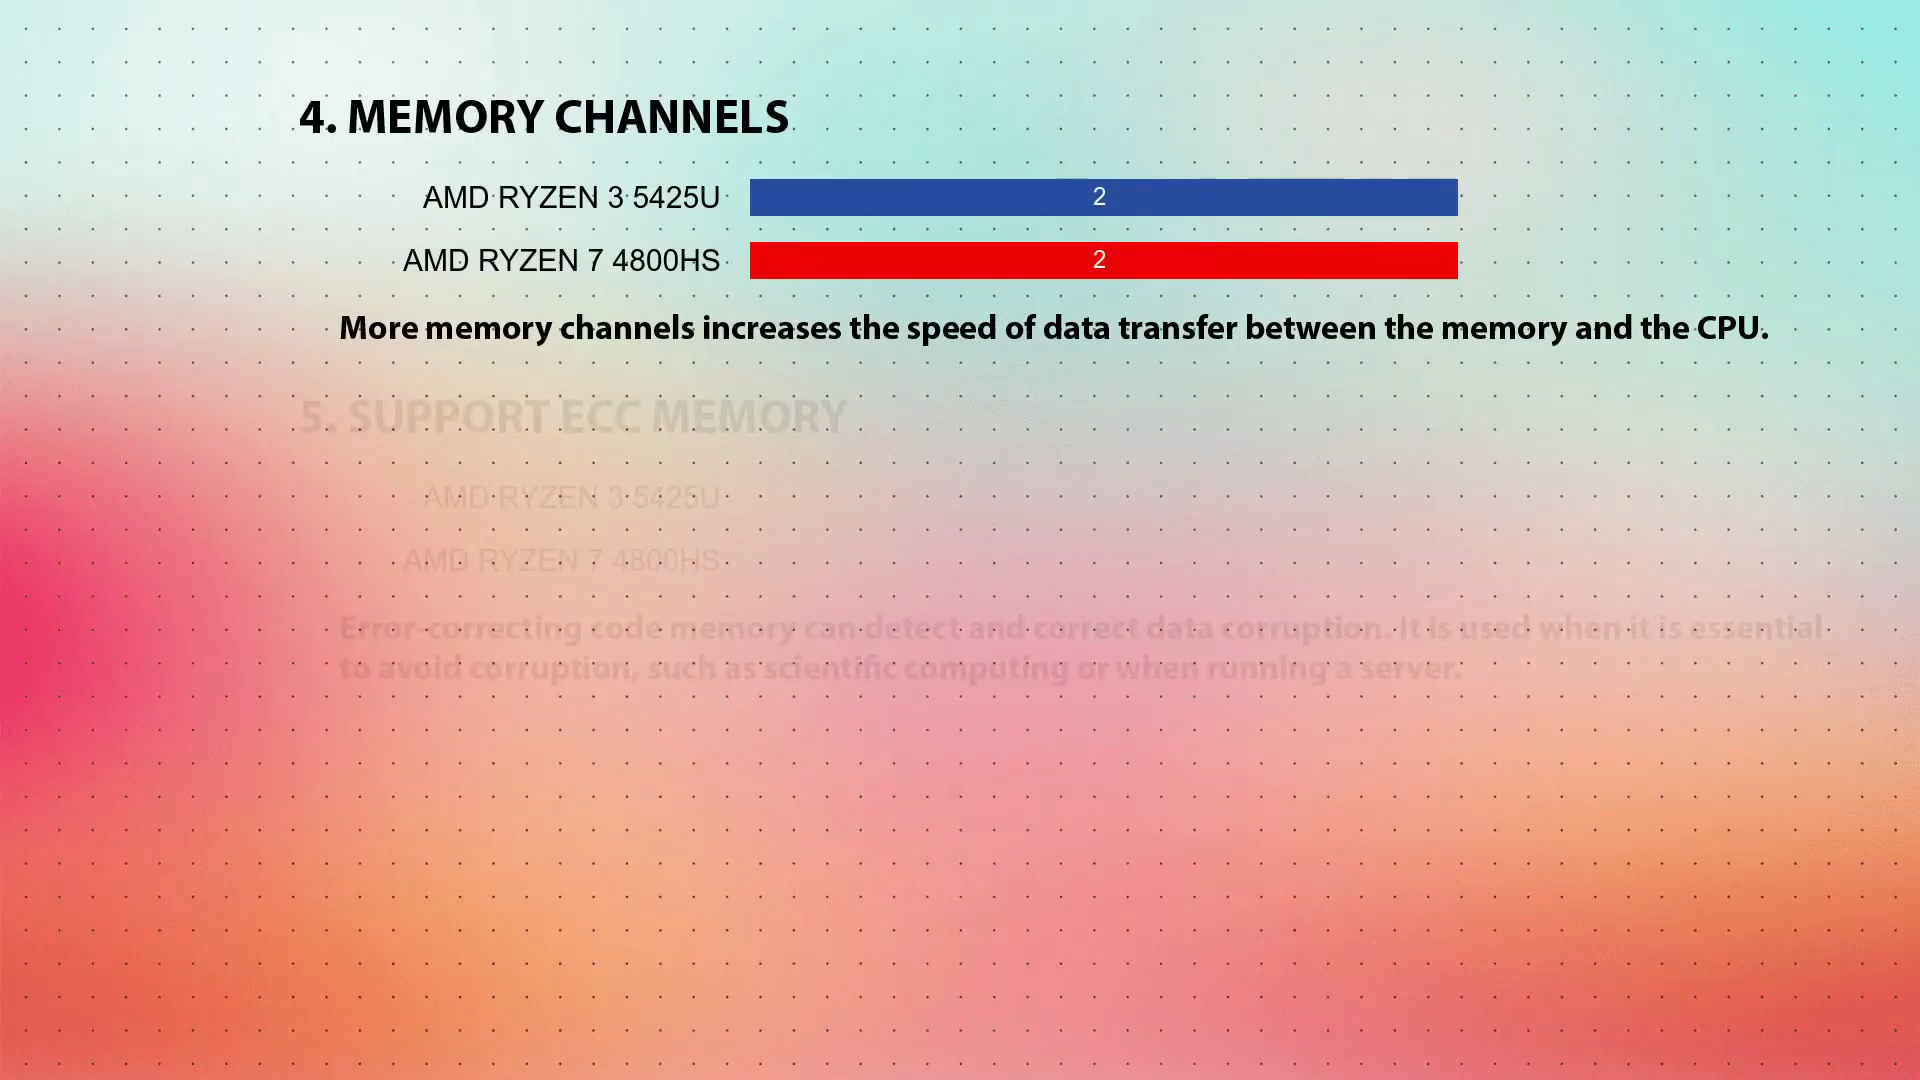 4. MEMORY CHANNELS
AMD RYZEN 3 5425U
2
AMD RYZEN 7 4800HS
2
More memory channels increases the speed of data transfer between the memory and the CPU.
5. SUPPORT ECC MEMORY
AMD RYZEN 3 5425U
AMD RYZEN 7 4800HS
Error-correcting code memory can detect and correct data corruption. It is used when it is essential
to avoid corruption, such as scientific computing or when running a server.